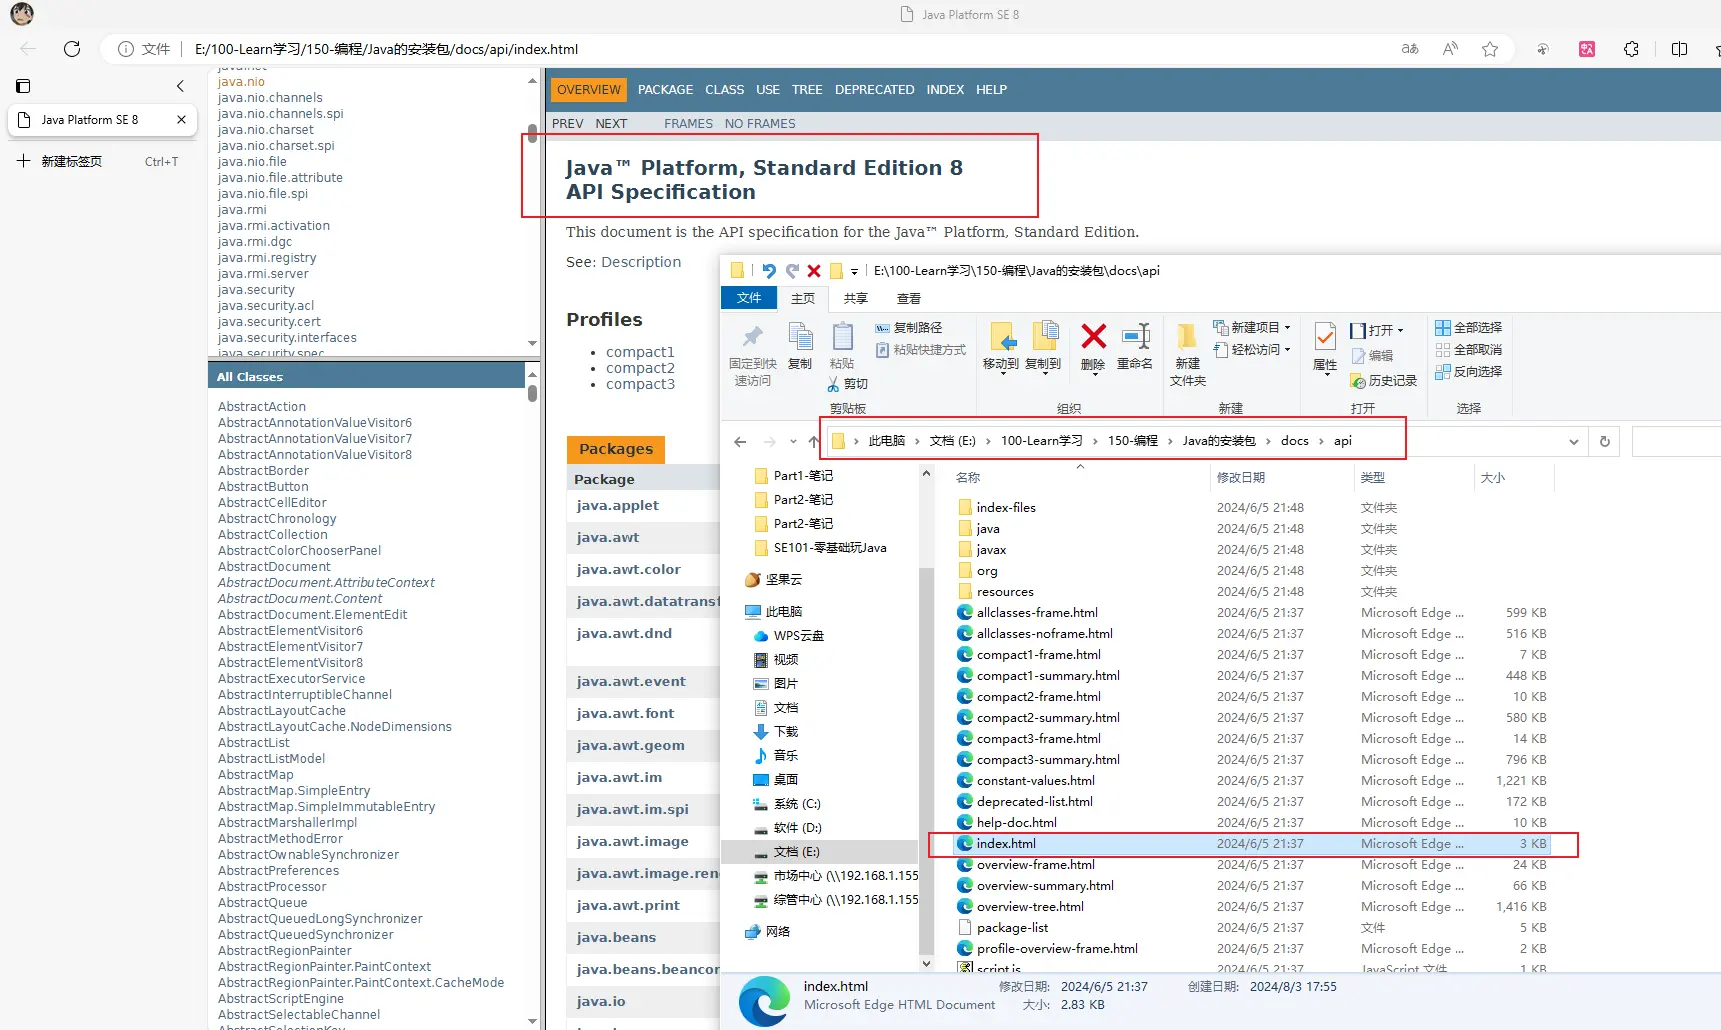 Java Platform SE 8
文件
E:/100-Learn学习/150-编程/Java的安装包/docs/api/index.html
Java Platform SE 8
新建标签页
Ctrl+T
java.nio
java.nio.channels
java.nio.channels.spi
java.nio.charset
java.nio.charset.spi
java.nio.file
java.nio.file.attribute
java.nio.file.spi
java.rmi
java.rmi.activation
java.rmi.dgc
java.rmi.registry
java.rmi.server
java.security
java.security.acl
java.security.cert
java.security.interfaces
java.security.spec
All Classes
AbstractAction
AbstractAnnotationValueVisitor6
AbstractAnnotationValueVisitor7
AbstractAnnotationValueVisitor8
AbstractBorder
AbstractButton
AbstractCellEditor
AbstractChronology
AbstractCollection
AbstractColorChooserPanel
AbstractDocument
AbstractDocument.AttributeContext
AbstractDocument.Content
AbstractDocument.ElementEdit
AbstractElementVisitor6
AbstractElementVisitor7
AbstractElementVisitor8
AbstractExecutorService
AbstractInterruptibleChannel
AbstractLayoutCache
AbstractLayoutCache.NodeDimensions
AbstractList
AbstractListModel
AbstractMap
AbstractMap.SimpleEntry
AbstractMap.SimpleImmutableEntry
AbstractMarshallerImpl
AbstractMethodError
AbstractOwnableSynchronizer
AbstractPreferences
AbstractProcessor
AbstractQueue
AbstractQueuedLongSynchronizer
AbstractQueuedSynchronizer
AbstractRegionPainter
AbstractRegionPainter.PaintContext
AbstractRegionPainter.PaintContext.CacheMode
AbstractScriptEngine
AbstractSelectableChannel
AbstractSelectionKey
OVERVIEW PACKAGE CLASS USE TREE DEPRECATED INDEX HELP
PREV NEXT FRAMES NO FRAMES
Java™ Platform, Standard Edition 8
API Specification
This document is the API specification for the Java™ Platform, Standard Edition.
See: Description
Profiles
compact1
compact2
compact3
Packages
Package
java.applet
java.awt
java.awt.color
java.awt.datatransf
java.awt.dnd
java.awt.event
java.awt.font
java.awt.geom
java.awt.im
java.awt.im.spi
java.awt.image
java.awt.image.ren
java.awt.print
java.beans
java.beans.beancon
java.io
E:\100-Learn学习\150-编程\Java的安装包\docs\api
文件 主页 共享 查看
固定到快
速访问
复制
粘贴
复制路径
粘贴快捷方式
剪切
剪贴板
移动到 复制到 删除 重命名
组织
新建
文件夹
新建项目
轻松访问
新建
属性
打开
编辑
历史记录
打开
全部选择
全部取消
反向选择
选择
此电脑 › 文档 (E:) › 100-Learn学习 › 150-编程 › Java的安装包 › docs › api
Part1-笔记
Part2-笔记
Part2-笔记
SE101-零基础玩Java
坚果云
此电脑
WPS云盘
视频
图片
文档
下载
音乐
桌面
系统 (C:)
软件 (D:)
文档 (E:)
市场中心 (\\192.168.1.155
综管中心 (\\192.168.1.155
网络
名称 修改日期 类型 大小
index-files 2024/6/5 21:48 文件夹
java 2024/6/5 21:48 文件夹
javax 2024/6/5 21:48 文件夹
org 2024/6/5 21:48 文件夹
resources 2024/6/5 21:48 文件夹
allclasses-frame.html 2024/6/5 21:37 Microsoft Edge ... 599 KB
allclasses-noframe.html 2024/6/5 21:37 Microsoft Edge ... 516 KB
compact1-frame.html 2024/6/5 21:37 Microsoft Edge ... 7 KB
compact1-summary.html 2024/6/5 21:37 Microsoft Edge ... 448 KB
compact2-frame.html 2024/6/5 21:37 Microsoft Edge ... 10 KB
compact2-summary.html 2024/6/5 21:37 Microsoft Edge ... 580 KB
compact3-frame.html 2024/6/5 21:37 Microsoft Edge ... 14 KB
compact3-summary.html 2024/6/5 21:37 Microsoft Edge ... 796 KB
constant-values.html 2024/6/5 21:37 Microsoft Edge ... 1,221 KB
deprecated-list.html 2024/6/5 21:37 Microsoft Edge ... 172 KB
help-doc.html 2024/6/5 21:37 Microsoft Edge ... 10 KB
index.html 2024/6/5 21:37 Microsoft Edge ... 3 KB
overview-frame.html 2024/6/5 21:37 Microsoft Edge ... 24 KB
overview-summary.html 2024/6/5 21:37 Microsoft Edge ... 66 KB
overview-tree.html 2024/6/5 21:37 Microsoft Edge ... 1,416 KB
package-list 2024/6/5 21:37 文件 5 KB
profile-overview-frame.html 2024/6/5 21:37 Microsoft Edge ... 2 KB
script.js 2024/6/5 21:37 JavaScript 文件 1 KB
index.html 修改日期: 2024/6/5 21:37 创建日期: 2024/8/3 17:55
Microsoft Edge HTML Document 大小: 2.83 KB